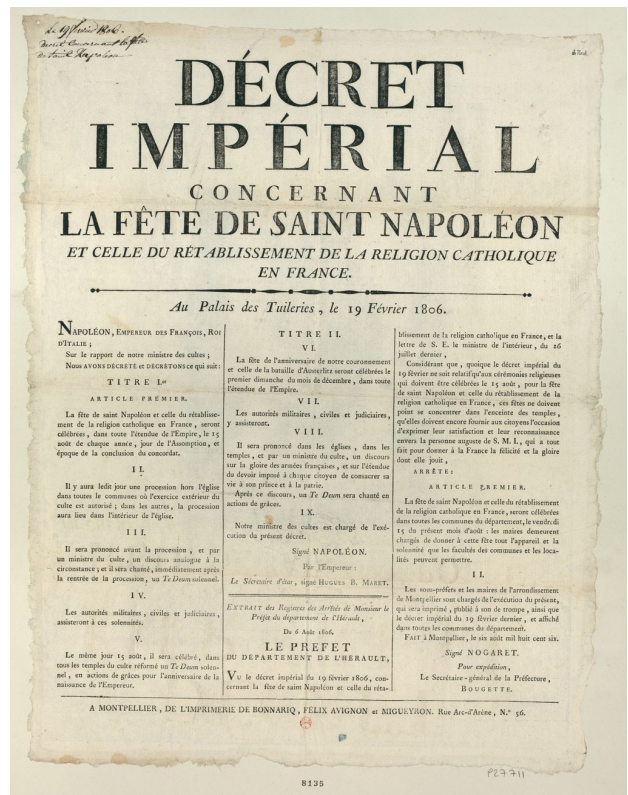 Le 19 février 1806.
décret concernant la fête
de saint Napoléon
DÉCRET
IMPÉRIAL
CONCERNANT
LA FÊTE DE SAINT NAPOLÉON
ET CELLE DU RÉTABLISSEMENT DE LA RELIGION CATHOLIQUE
EN FRANCE.
Au Palais des Tuileries, le 19 Février 1806.
NAPOLÉON, EMPEREUR DES FRANÇOIS, ROI
D'ITALIE;
Sur le rapport de notre ministre des cultes;
NOUS AVONS DÉCRÉTÉ et DÉCRÉTONS ce qui suit:
TITRE I.er
ARTICLE PREMIER.
La fête de saint Napoléon et celle du rétablisse-
ment de la religion catholique en France, seront
célébrées, dans toute l'étendue de l'Empire, le 15
août de chaque année, jour de l'Assomption, et
époque de la conclusion du concordat.
II.
Il y aura ledit jour une procession hors l'église
dans toutes les communes où l'exercice extérieur du
culte est autorisé; dans les autres, la procession
aura lieu dans l'intérieur de l'église.
III.
Il sera prononcé avant la procession, et par
un ministre du culte, un discours analogue à la
circonstance; et il sera chanté, immédiatement après
la rentrée de la procession, un Te Deum solennel.
IV.
Les autorités militaires, civiles et judiciaires,
assisteront à ces solennités.
V.
Le même jour 15 août, il sera célébré, dans
tous les temples du culte réformé un Te Deum solen-
nel, en actions de grâces pour l'anniversaire de la
naissance de l'Empereur.
TITRE II.
VI.
La fête de l'anniversaire de notre couronnement
et celle de la bataille d'Austerlitz seront célébrées le
premier dimanche du mois de décembre, dans toute
l'étendue de l'Empire.
VII.
Les autorités militaires, civiles et judiciaires,
y assisteront.
VIII.
Il sera prononcé dans les églises, dans les
temples, et par un ministre du culte, un discours
sur la gloire des armées françaises, et sur l'étendue
du devoir imposé à chaque citoyen de consacrer sa
vie à son prince et à la patrie.
Après ce discours, un Te Deum sera chanté en
actions de grâces.
IX.
Notre ministre des cultes est chargé de l'exé-
cution du présent décret.
Signé NAPOLÉON.
Par l'Empereur:
Le Sécrétaire d'état, signé HUGUES B. MARET.
EXTRAIT des Registres des Arrêtés de Monsieur le
Préfet du département de l'Hérault,
Du 6 Août 1806.
LE PREFET
DU DÉPARTEMENT DE L'HÉRAULT,
VU le décret impérial du 19 février 1806, con-
cernant la fête de saint Napoléon et celle du réta-
blissement de la religion catholique en France, et la
lettre de S. E. le ministre de l'intérieur, du 26
juillet dernier,
Considérant que, quoique le décret impérial du
19 février ne soit relatif qu'aux cérémonies religieuses
qui doivent être célébrées le 15 août, pour la fête
de saint Napoléon et celle du rétablissement de la
religion catholique en France, ces fêtes ne doivent
point se concentrer dans l'enceinte des temples,
qu'elles doivent encore fournir aux citoyens l'occasion
d'exprimer leur satisfaction et leur reconnaissance
envers la personne auguste de S. M. I., qui a tout
fait pour donner à la France la félicité et la gloire
dont elle jouit,
ARRÊTE:
ARTICLE PREMIER.
La fête de saint Napoléon et celle du rétablissement
de la religion catholique en France, seront célébrées
dans toutes les communes du département, le vendredi
15 du présent mois d'août: les maires demeurent
chargés de donner à cette fête tout l'appareil et la
solennité que les facultés des communes et les loca-
lités peuvent permettre.
II.
Les sous-préfets et les maires de l'arrondissement
de Montpellier sont chargés de l'exécution du présent,
qui sera imprimé, publié à son de trompe, ainsi que
le décret impérial du 19 février dernier, et affiché
dans toutes les communes du département.
FAIT à Montpellier, le six août mil huit cent six.
Signé NOGARET.
Pour expédition,
Le Secrétaire-général de la Préfecture,
BOUGETTE.
A MONTPELLIER, DE L'IMPRIMERIE DE BONNARIQ, FÉLIX AVIGNON et MIGUEYRON. Rue Arc-d'Arène, N.° 56.
P27711
8135